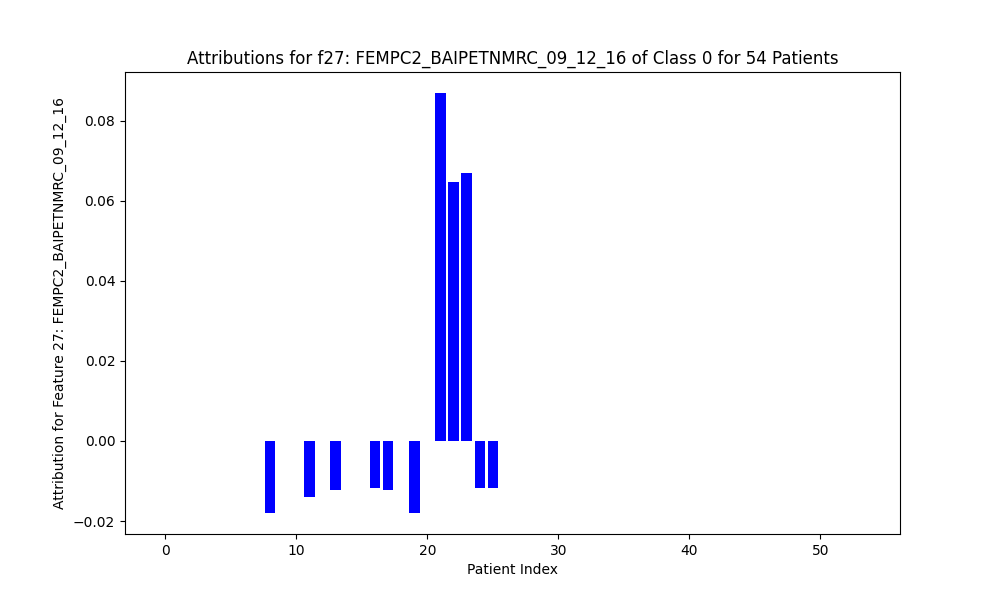 Attributions for f27: FEMPC2_BAIPETNMRC_09_12_16 of Class 0 for 54 Patients
Attribution for Feature 27: FEMPC2_BAIPETNMRC_09_12_16
0.08
0.06
0.04
0.02
0.00
−0.02
0 10 20 30 40 50
Patient Index